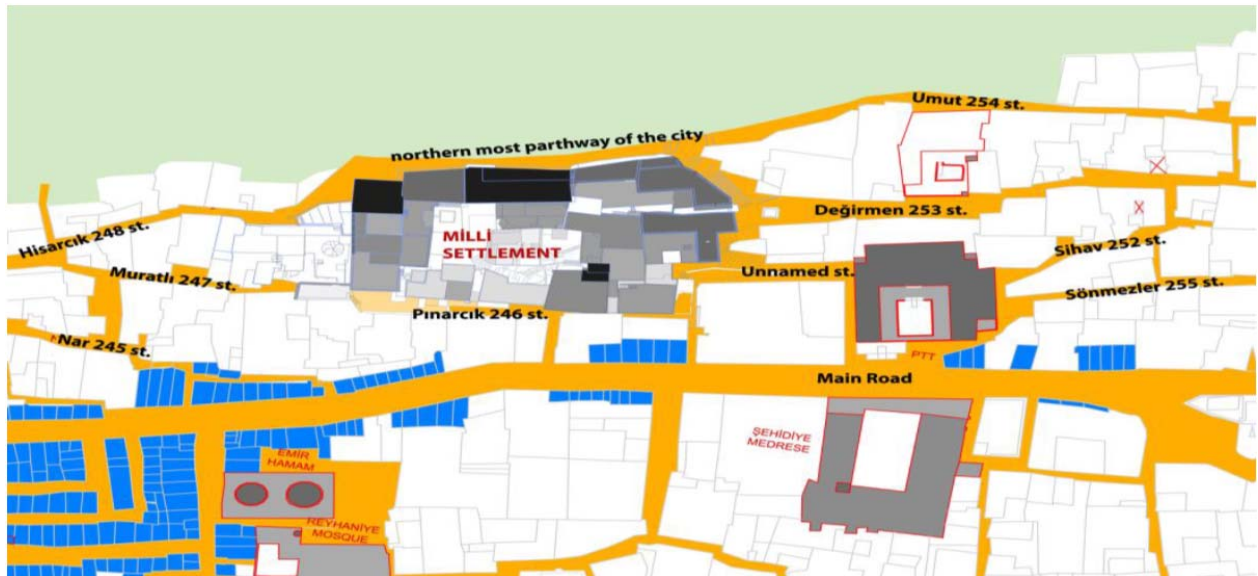 Umut 254 st.
northern most parthway of the city
Değirmen 253 st.
Hisarcık 248 st.
MİLLİ
SETTLEMENT
Sihav 252 st.
Muratlı 247 st.
Unnamed st.
Sönmezler 255 st.
Pınarcık 246 st.
Nar 245 st.
PTT
Main Road
ŞEHİDİYE
MEDRESE
EMİR
HAMAM
REYHANİYE
MOSQUE